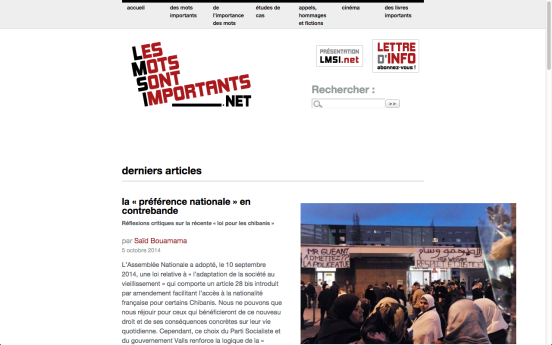 accueil
des mots importants
de l'importance des mots
études de cas
appels, hommages et fictions
cinéma
des livres importants
LES
MOTS
SONT
IMPORTANTS
.NET
PRÉSENTATION
LMSI.net
LETTRE
D'INFO
abonnez-vous !
Rechercher :
>>
derniers articles
la « préférence nationale » en
contrebande
Réflexions critiques sur la récente « loi pour les chibanis »
par Saïd Bouamama
5 octobre 2014
L'Assemblée Nationale a adopté, le 10 septembre
2014, une loi relative à « l'adaptation de la société au
vieillissement » qui comporte un article 28 bis introduit
par amendement facilitant l'accès à la nationalité
française pour certains Chibanis. Nous ne pouvons que
nous réjouir pour ceux qui bénéficieront de ce nouveau
droit et de ses conséquences concrètes sur leur vie
quotidienne. Cependant, ce choix du Parti Socialiste et
du gouvernement Valls renforce la logique de la «
MR GUEANT
ADMETTEZ